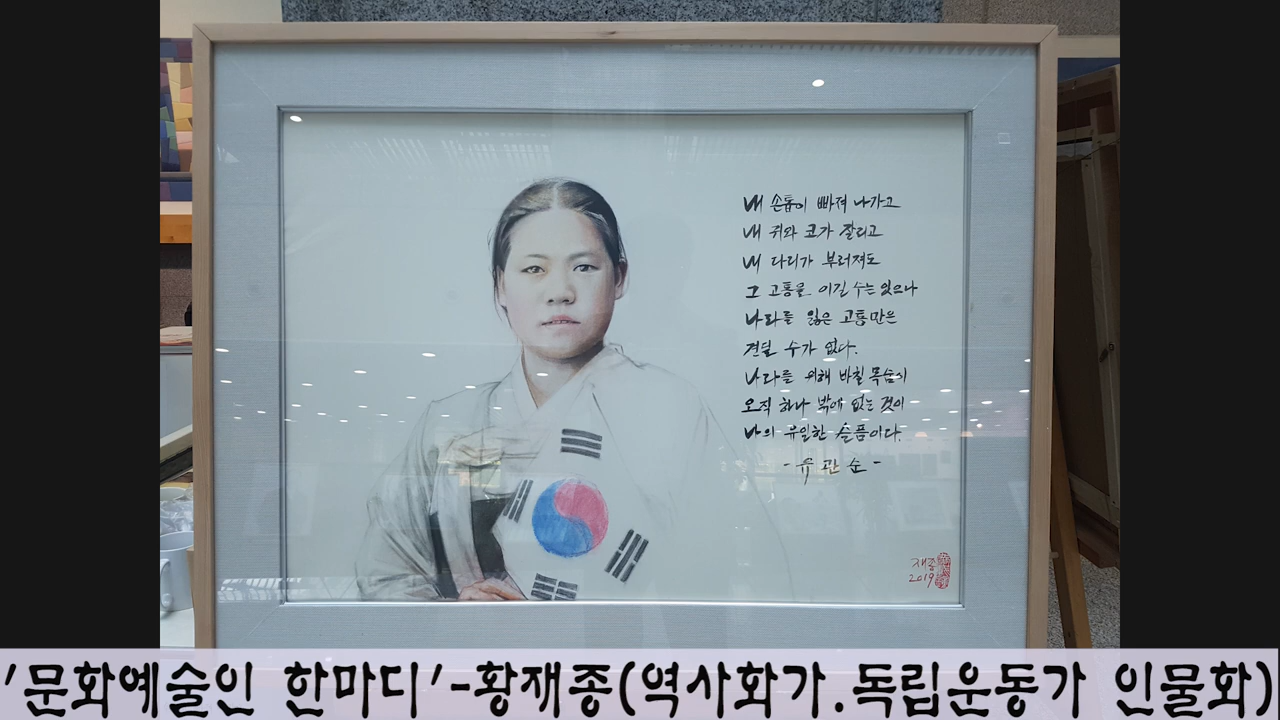 내 손톱이 빠져 나가고
내 귀와 코가 잘리고
내 다리가 부러져도
그 고통을 이길 수는 있으나
나라를 잃은 고통만은
견딜 수가 없다.
나라를 위해 바칠 목숨이
오직 하나 밖에 없는 것이
나의 유일한 슬픔이다.
-유관순-
재종
2019
'문화예술인 한마디'-황재종(역사화가.독립운동가 인물화)